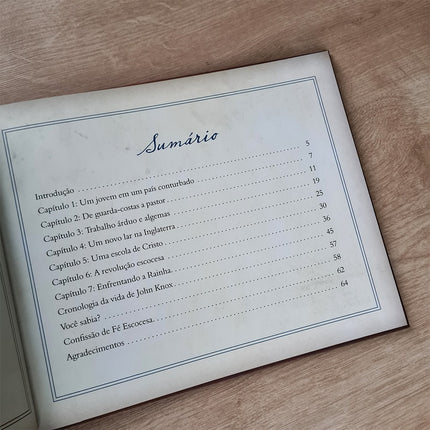 Sumário
Introdução 5
Capítulo 1: Um jovem em um país conturbado 7
Capítulo 2: De guarda-costas a pastor 11
Capítulo 3: Trabalho árduo e algemas 19
Capítulo 4: Um novo lar na Inglaterra 25
Capítulo 5: Uma escola de Cristo 30
Capítulo 6: A revolução escocesa 36
Capítulo 7: Enfrentando a Rainha 45
Cronologia da vida de John Knox 57
Você sabia? 58
Confissão de Fé Escocesa 62
Agradecimentos 64